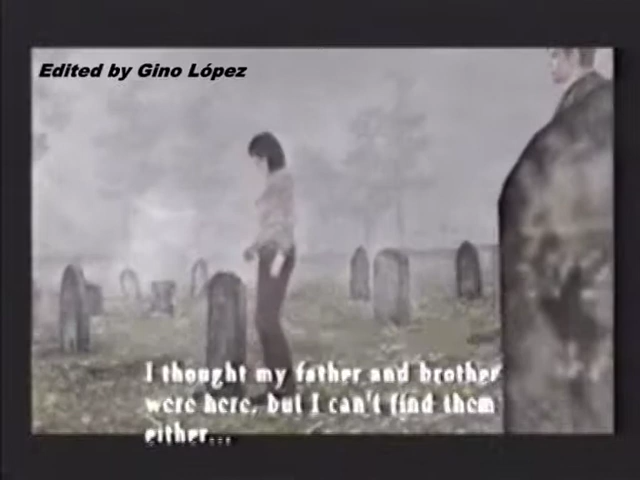 Edited by Gino López
I thought my father and brother
were here, but I can't find them
either...